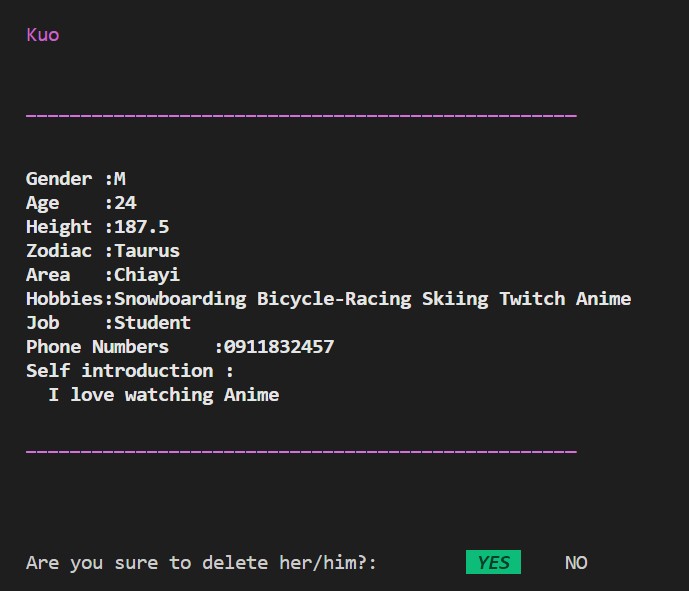 Kuo
Gender :M
Age    :24
Height :187.5
Zodiac :Taurus
Area   :Chiayi
Hobbies:Snowboarding Bicycle-Racing Skiing Twitch Anime
Job    :Student
Phone Numbers    :0911832457
Self introduction :
  I love watching Anime
Are you sure to delete her/him?:        YES    NO